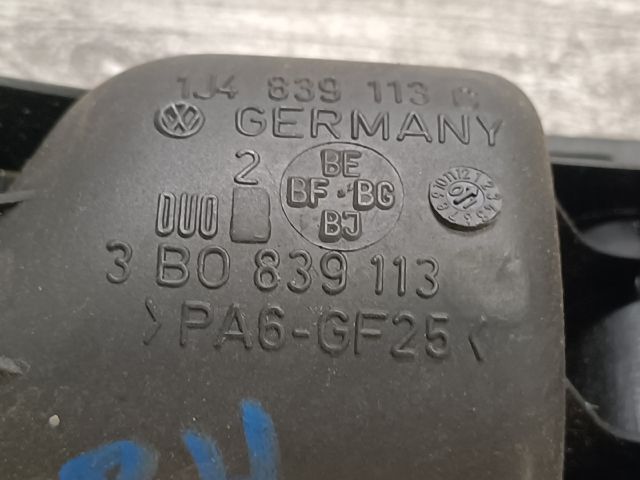 1J4 839 113
GERMANY
2
BE
BF BG
BJ
DUO
3 B0 839 113
>PA6-GF25<